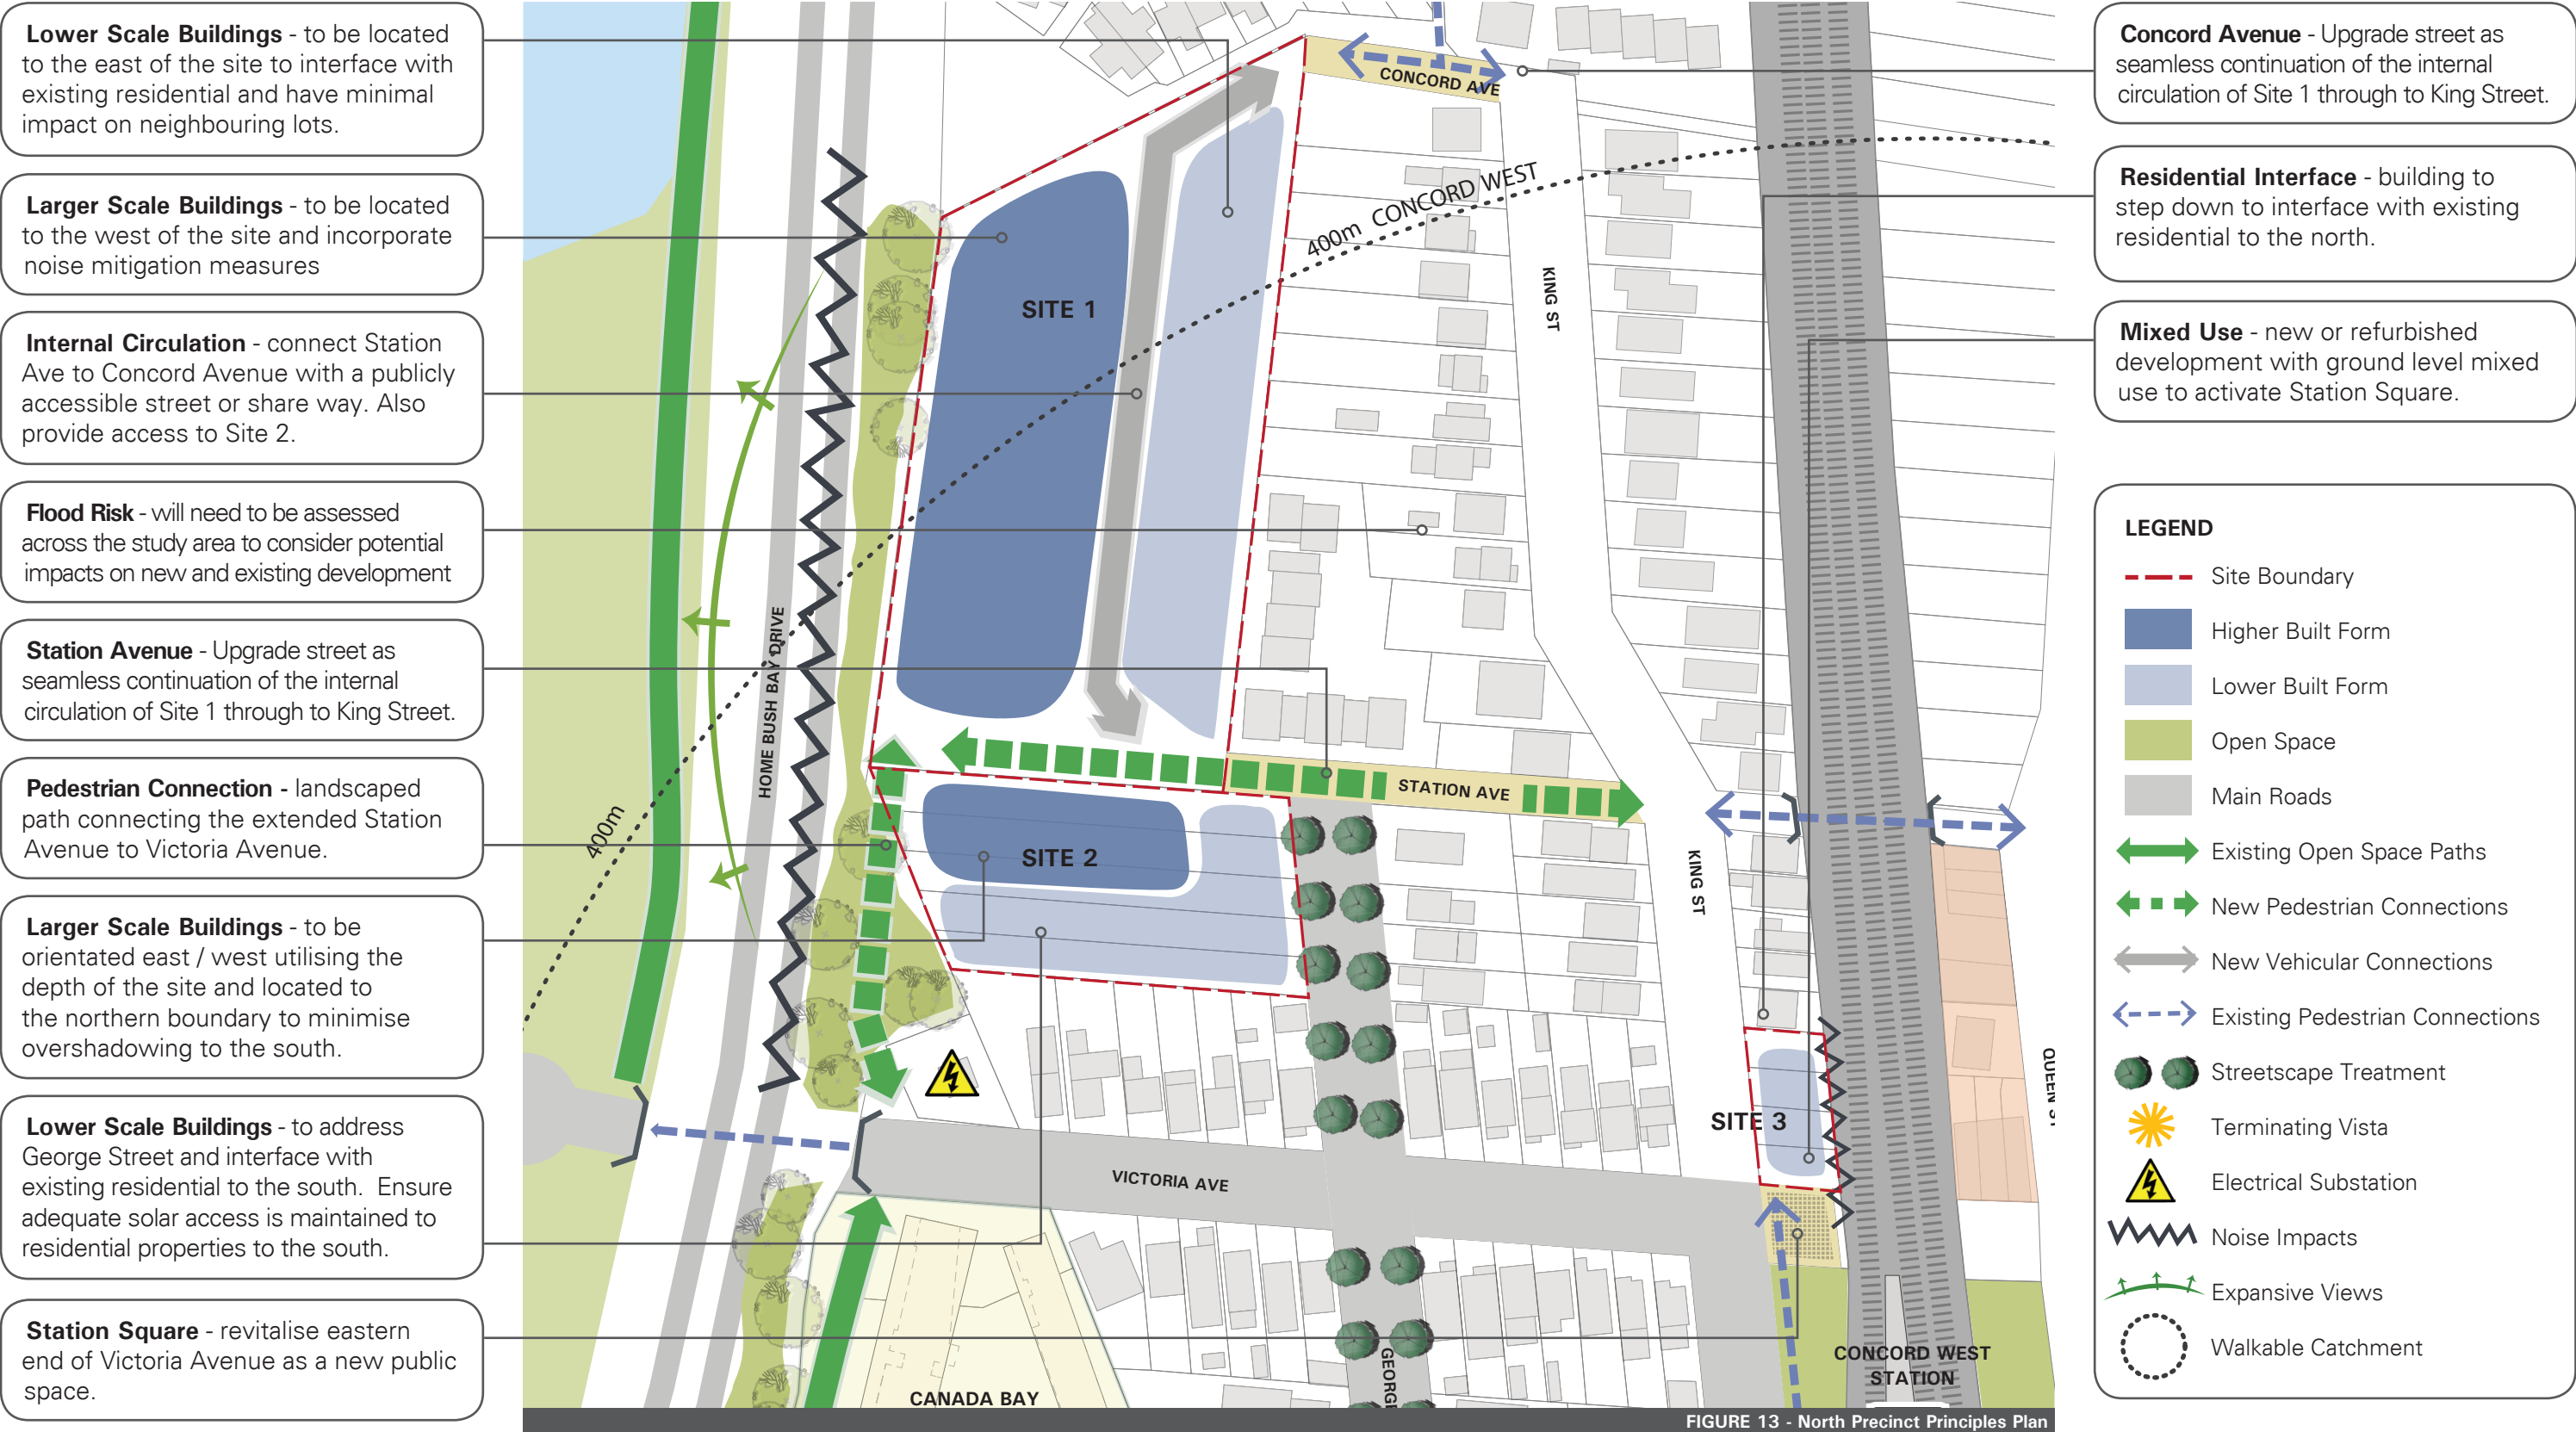 Lower Scale Buildings - to be located
to the east of the site to interface with
existing residential and have minimal
impact on neighbouring lots.
Larger Scale Buildings - to be located
to the west of the site and incorporate
noise mitigation measures
Internal Circulation - connect Station
Ave to Concord Avenue with a publicly
accessible street or share way. Also
provide access to Site 2.
Flood Risk - will need to be assessed
across the study area to consider potential
impacts on new and existing development
Station Avenue - Upgrade street as
seamless continuation of the internal
circulation of Site 1 through to King Street.
Pedestrian Connection - landscaped
path connecting the extended Station
Avenue to Victoria Avenue.
Larger Scale Buildings - to be
orientated east / west utilising the
depth of the site and located to
the northern boundary to minimise
overshadowing to the south.
Lower Scale Buildings - to address
George Street and interface with
existing residential to the south. Ensure
adequate solar access is maintained to
residential properties to the south.
Station Square - revitalise eastern
end of Victoria Avenue as a new public
space.
CONCORD AVE
400m CONCORD WEST
KING ST
SITE 1
HOME BUSH BAY DRIVE
400m
STATION AVE
SITE 2
KING ST
SITE 3
QUEEN ST
VICTORIA AVE
GEORGE
CANADA BAY
CONCORD WEST
STATION
FIGURE 13 - North Precinct Principles Plan
Concord Avenue - Upgrade street as
seamless continuation of the internal
circulation of Site 1 through to King Street.
Residential Interface - building to
step down to interface with existing
residential to the north.
Mixed Use - new or refurbished
development with ground level mixed
use to activate Station Square.
LEGEND
Site Boundary
Higher Built Form
Lower Built Form
Open Space
Main Roads
Existing Open Space Paths
New Pedestrian Connections
New Vehicular Connections
Existing Pedestrian Connections
Streetscape Treatment
Terminating Vista
Electrical Substation
Noise Impacts
Expansive Views
Walkable Catchment